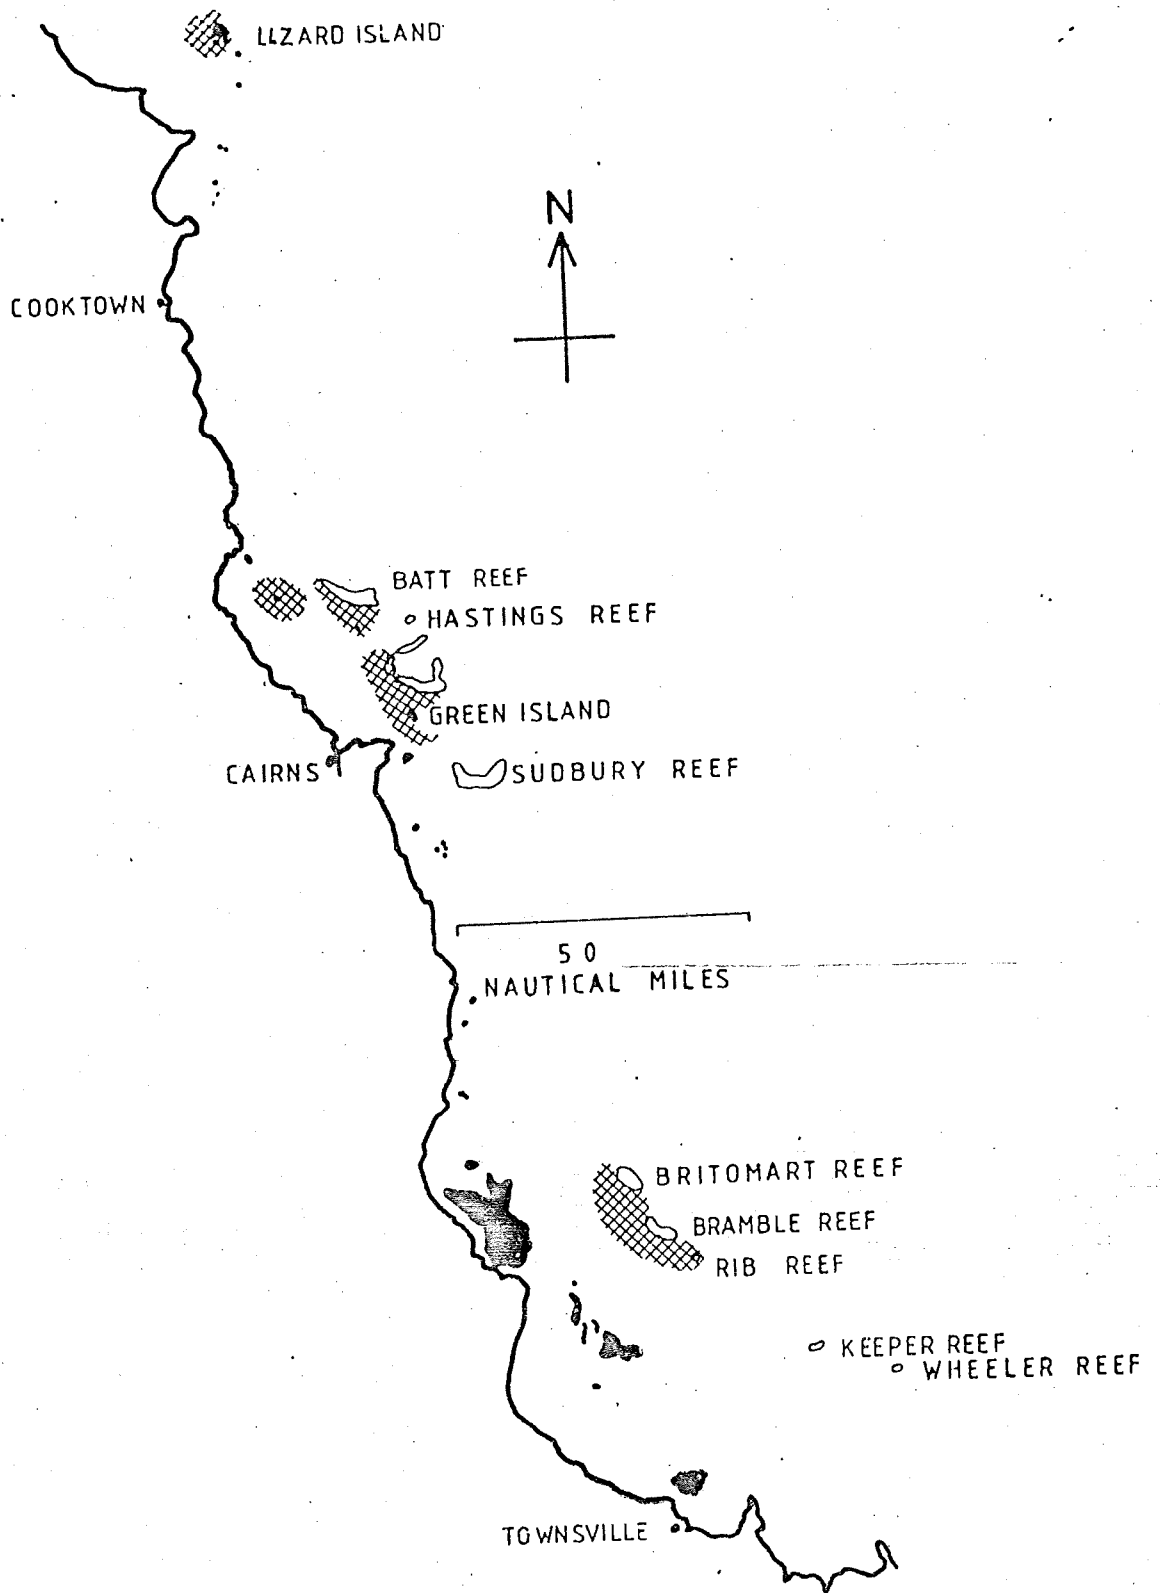 LIZARD ISLAND
N
COOKTOWN
BATT REEF
HASTINGS REEF
GREEN ISLAND
CAIRNS
SUDBURY REEF
50
NAUTICAL MILES
BRITOMART REEF
BRAMBLE REEF
RIB REEF
KEEPER REEF
WHEELER REEF
TOWNSVILLE